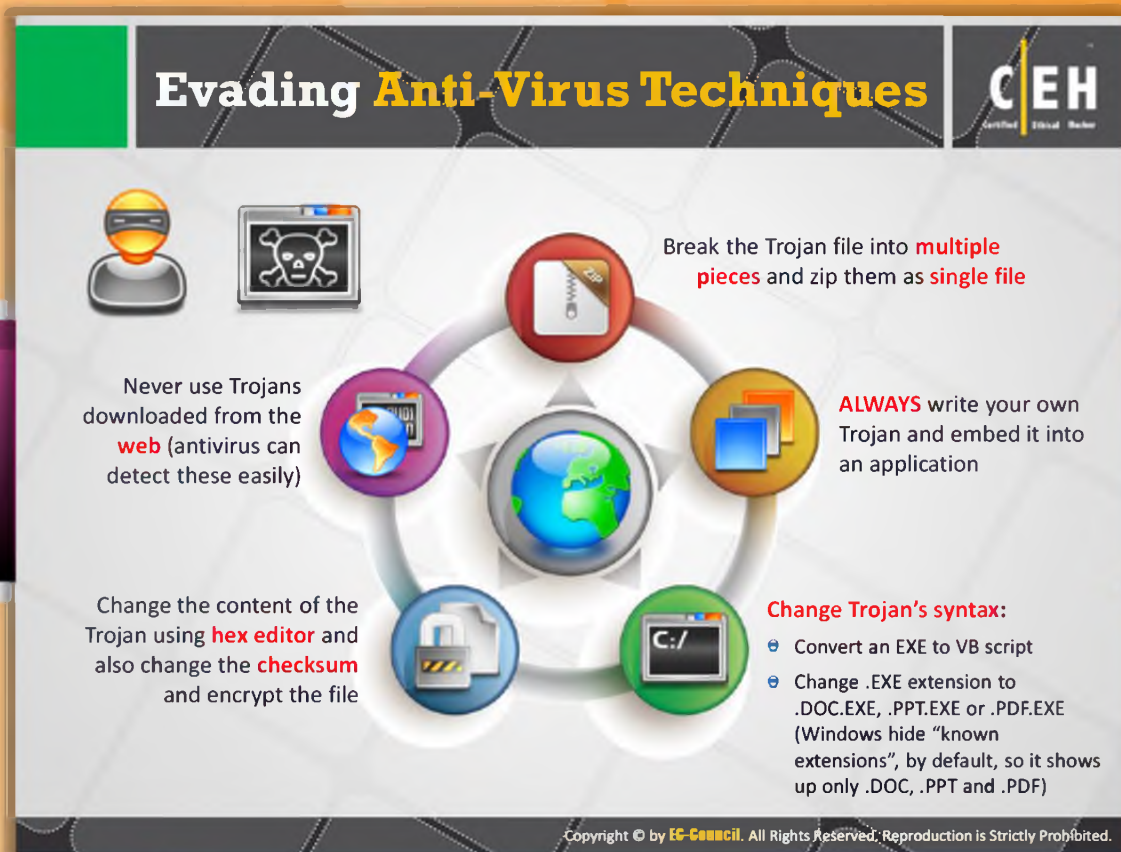 Evading Anti-Virus Techniques
C|EH
Certified Ethical Hacker
Break the Trojan file into multiple
pieces and zip them as single file
ZIP
Never use Trojans
downloaded from the
web (antivirus can
detect these easily)
ALWAYS write your own
Trojan and embed it into
an application
Change the content of the
Trojan using hex editor and
also change the checksum
and encrypt the file
C:/
Change Trojan's syntax:
Convert an EXE to VB script
Change .EXE extension to
.DOC.EXE, .PPT.EXE or .PDF.EXE
(Windows hide “known
extensions”, by default, so it shows
up only .DOC, .PPT and .PDF)
Copyright © by EC-Council. All Rights Reserved. Reproduction is Strictly Prohibited.